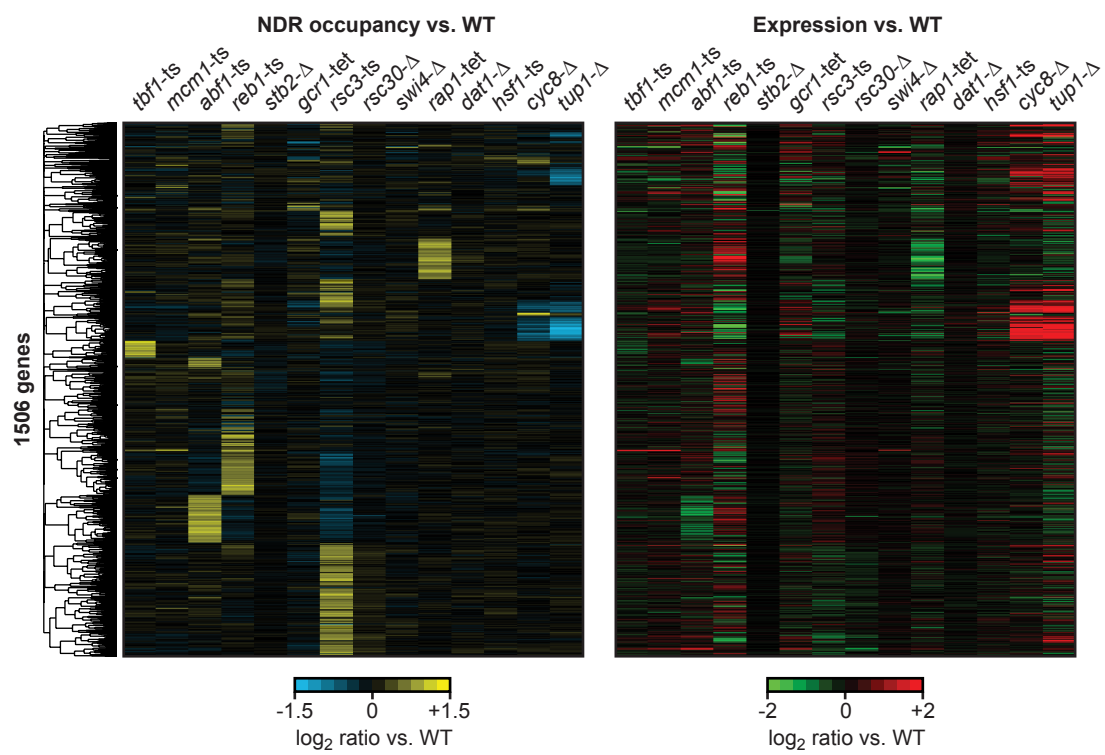 NDR occupancy vs. WT
tbf1-ts
mcm1-ts
abf1-ts
reb1-ts
stb2-Δ
gcr1-tet
rsc3-ts
rsc30-Δ
swi4-Δ
rap1-tet
dat1-Δ
hsf1-ts
cyc8-Δ
tup1-Δ
Expression vs. WT
tbf1-ts
mcm1-ts
abf1-ts
reb1-ts
stb2-Δ
gcr1-tet
rsc3-ts
rsc30-Δ
swi4-Δ
rap1-tet
dat1-Δ
hsf1-ts
cyc8-Δ
tup1-Δ
1506 genes
-1.5 0 +1.5
log₂ ratio vs. WT
-2 0 +2
log₂ ratio vs. WT